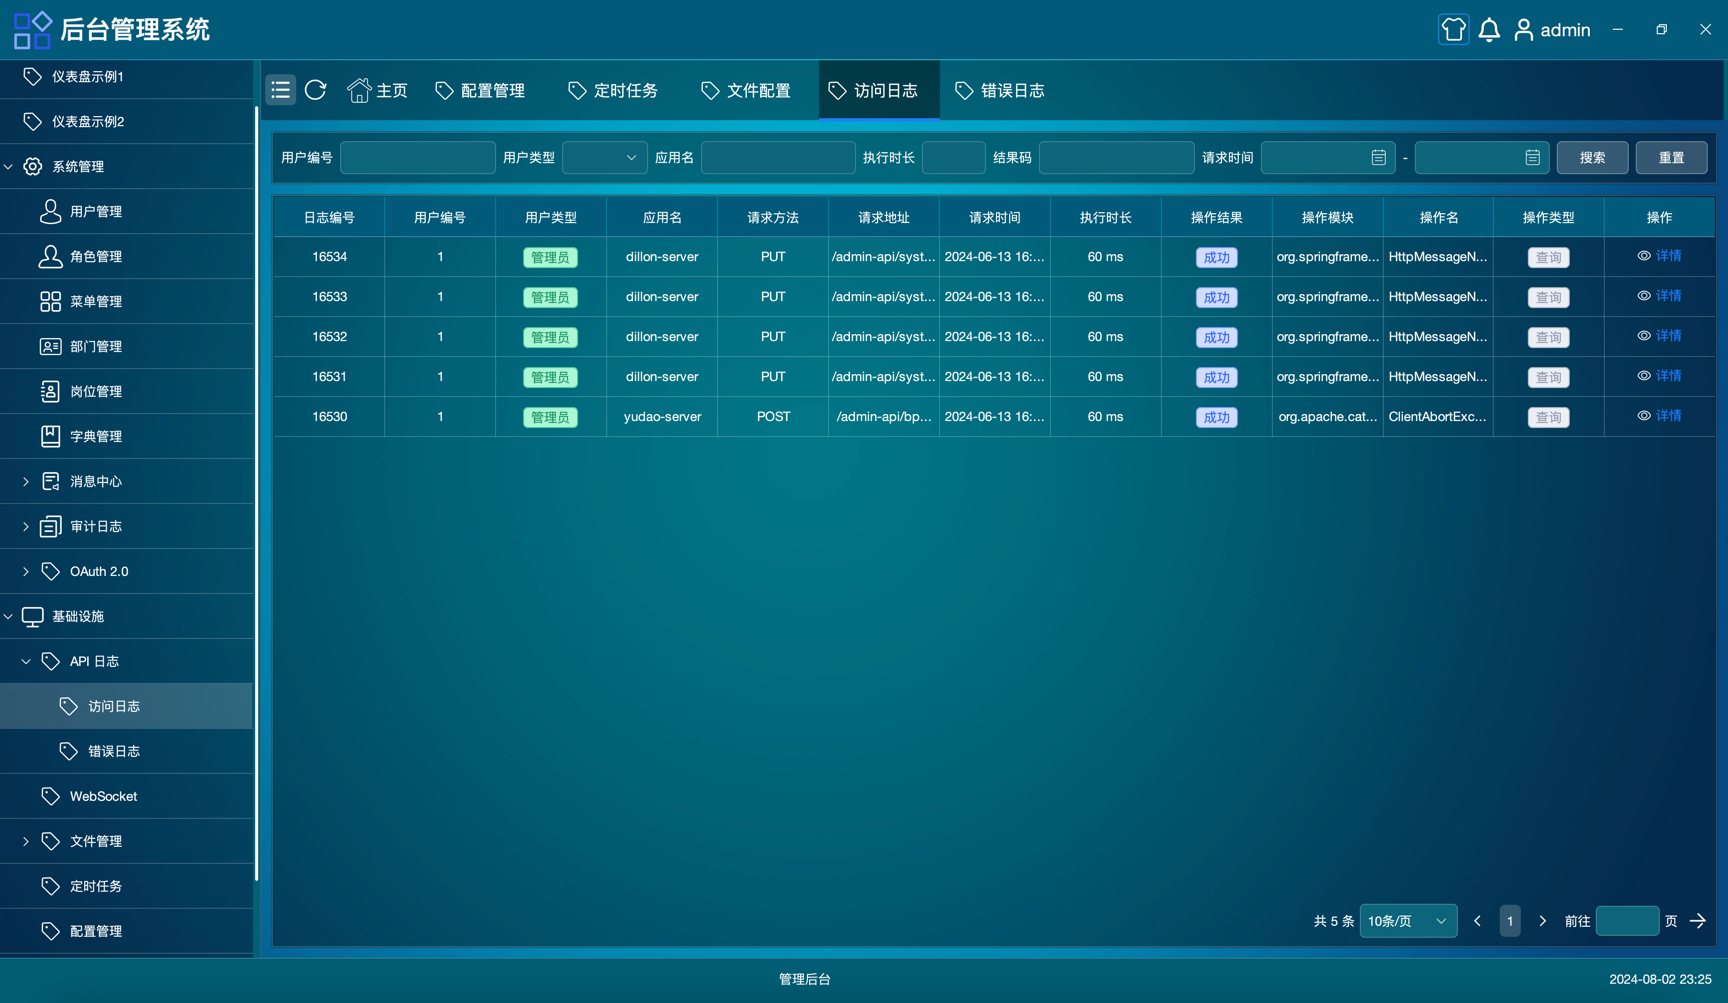 后台管理系统
admin
仪表盘示例1
仪表盘示例2
系统管理
用户管理
角色管理
菜单管理
部门管理
岗位管理
字典管理
消息中心
审计日志
OAuth 2.0
基础设施
API 日志
访问日志
错误日志
WebSocket
文件管理
定时任务
配置管理
主页 配置管理 定时任务 文件配置 访问日志 错误日志
用户编号 用户类型 应用名 执行时长 结果码 请求时间 - 搜索 重置
日志编号 用户编号 用户类型 应用名 请求方法 请求地址 请求时间 执行时长 操作结果 操作模块 操作名 操作类型 操作
16534 1 管理员 dillon-server PUT /admin-api/syst... 2024-06-13 16:... 60 ms 成功 org.springframe... HttpMessageN... 查询 详情
16533 1 管理员 dillon-server PUT /admin-api/syst... 2024-06-13 16:... 60 ms 成功 org.springframe... HttpMessageN... 查询 详情
16532 1 管理员 dillon-server PUT /admin-api/syst... 2024-06-13 16:... 60 ms 成功 org.springframe... HttpMessageN... 查询 详情
16531 1 管理员 dillon-server PUT /admin-api/syst... 2024-06-13 16:... 60 ms 成功 org.springframe... HttpMessageN... 查询 详情
16530 1 管理员 yudao-server POST /admin-api/bp... 2024-06-13 16:... 60 ms 成功 org.apache.cat... ClientAbortExc... 查询 详情
共 5 条 10条/页 1 前往 页
管理后台
2024-08-02 23:25